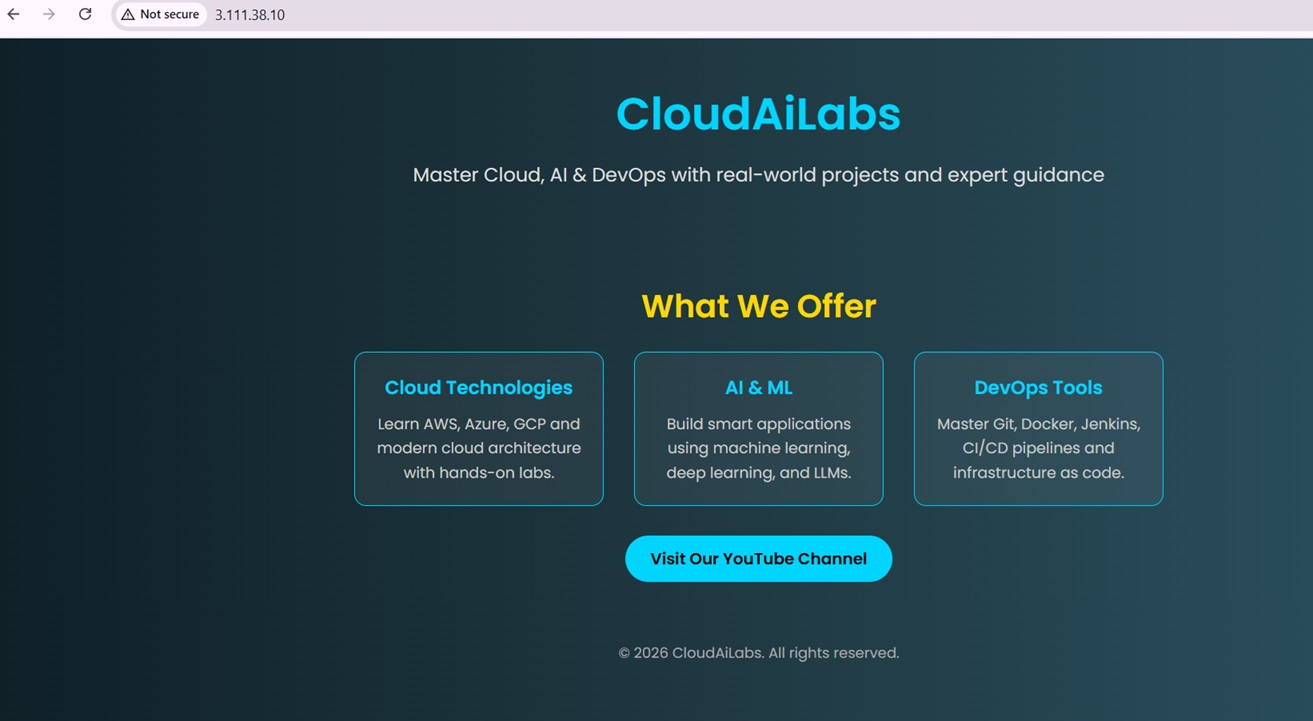 Not secure 3.111.38.10
CloudAiLabs
Master Cloud, AI & DevOps with real-world projects and expert guidance
What We Offer
Cloud Technologies
Learn AWS, Azure, GCP and
modern cloud architecture
with hands-on labs.
AI & ML
Build smart applications
using machine learning,
deep learning, and LLMs.
DevOps Tools
Master Git, Docker, Jenkins,
CI/CD pipelines and
infrastructure as code.
Visit Our YouTube Channel
© 2026 CloudAiLabs. All rights reserved.